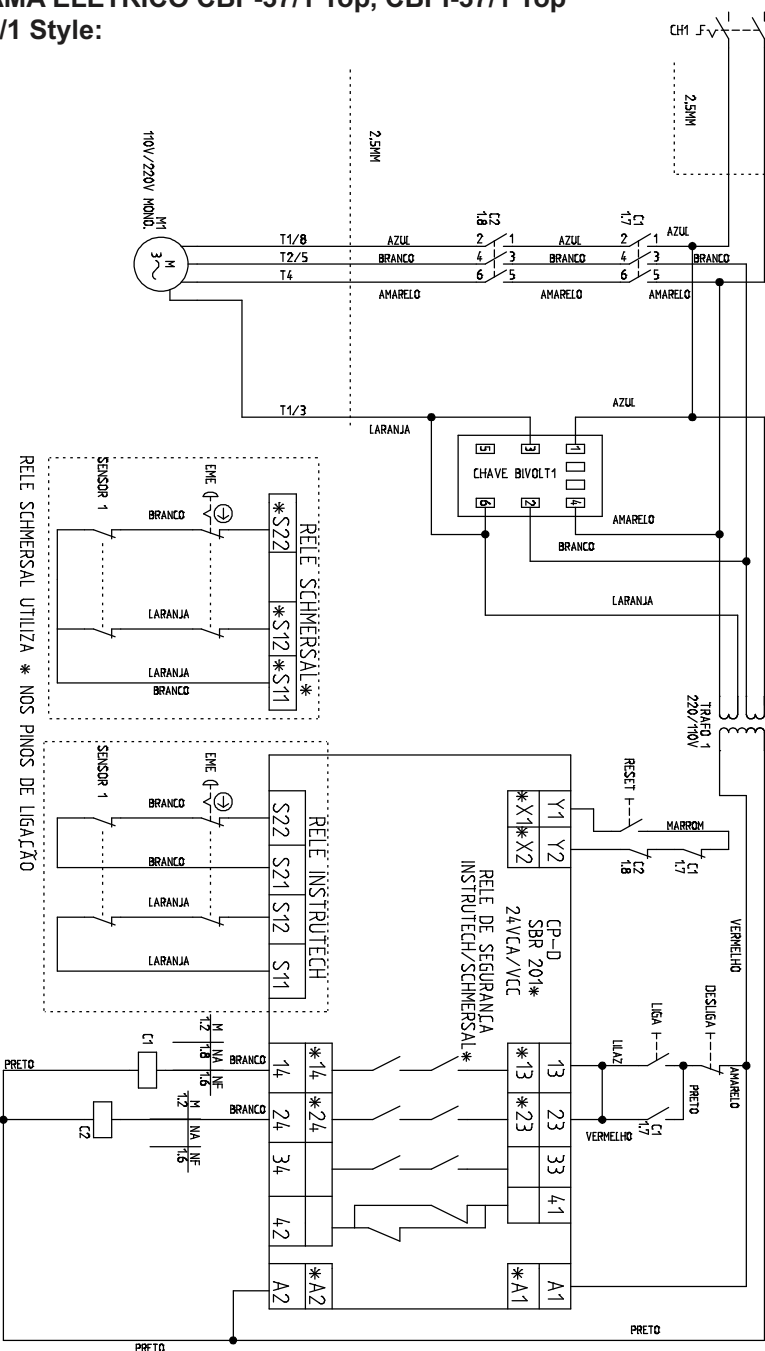 AMA ELÉTRICO CBP-37/1 Top, CBPI-37/1 Top
/1 Style:
CH1
2,5MM
2,5MM
110V/220V MONO.
M1
M
3
T1/8
T2/5
T4
AZUL
BRANCO
AMARELO
C2
1.8
2
1
4
3
6
5
AZUL
BRANCO
AMARELO
C1
1.7
2
1
4
3
6
5
AZUL
BRANCO
AMARELO
T1/3
LARANJA
AZUL
5
3
1
CHAVE BIVOLT1
6
2
4
AMARELO
BRANCO
LARANJA
TRAFO 1
220/110V
SENSOR 1
EME
BRANCO
LARANJA
LARANJA
BRANCO
*S22
*S12
*S11
RELE SCHMERSAL*
RELE SCHMERSAL UTILIZA * NOS PINOS DE LIGAÇÃO
SENSOR 1
EME
BRANCO
BRANCO
LARANJA
LARANJA
S22
S21
S12
S11
RELE INSTRUTECH
*X1
Y1
*X2
Y2
RESET
MARROM
C2
1.8
C1
1.7
CP-D
SBR 201*
24VCA/VCC
RELE DE SEGURANÇA
INSTRUTECH/SCHMERSAL*
VERMELHO
DESLIGA
LIGA
LILAZ
PRETO
AMARELO
C1
1.7
VERMELHO
M
NA
NF
1.2
1.8
1.6
C1
PRETO
BRANCO
14
*14
*13
13
M
NA
NF
1.2
1.6
C2
BRANCO
24
*24
*23
23
34
33
42
41
A2
*A2
*A1
A1
PRETO
PRETO